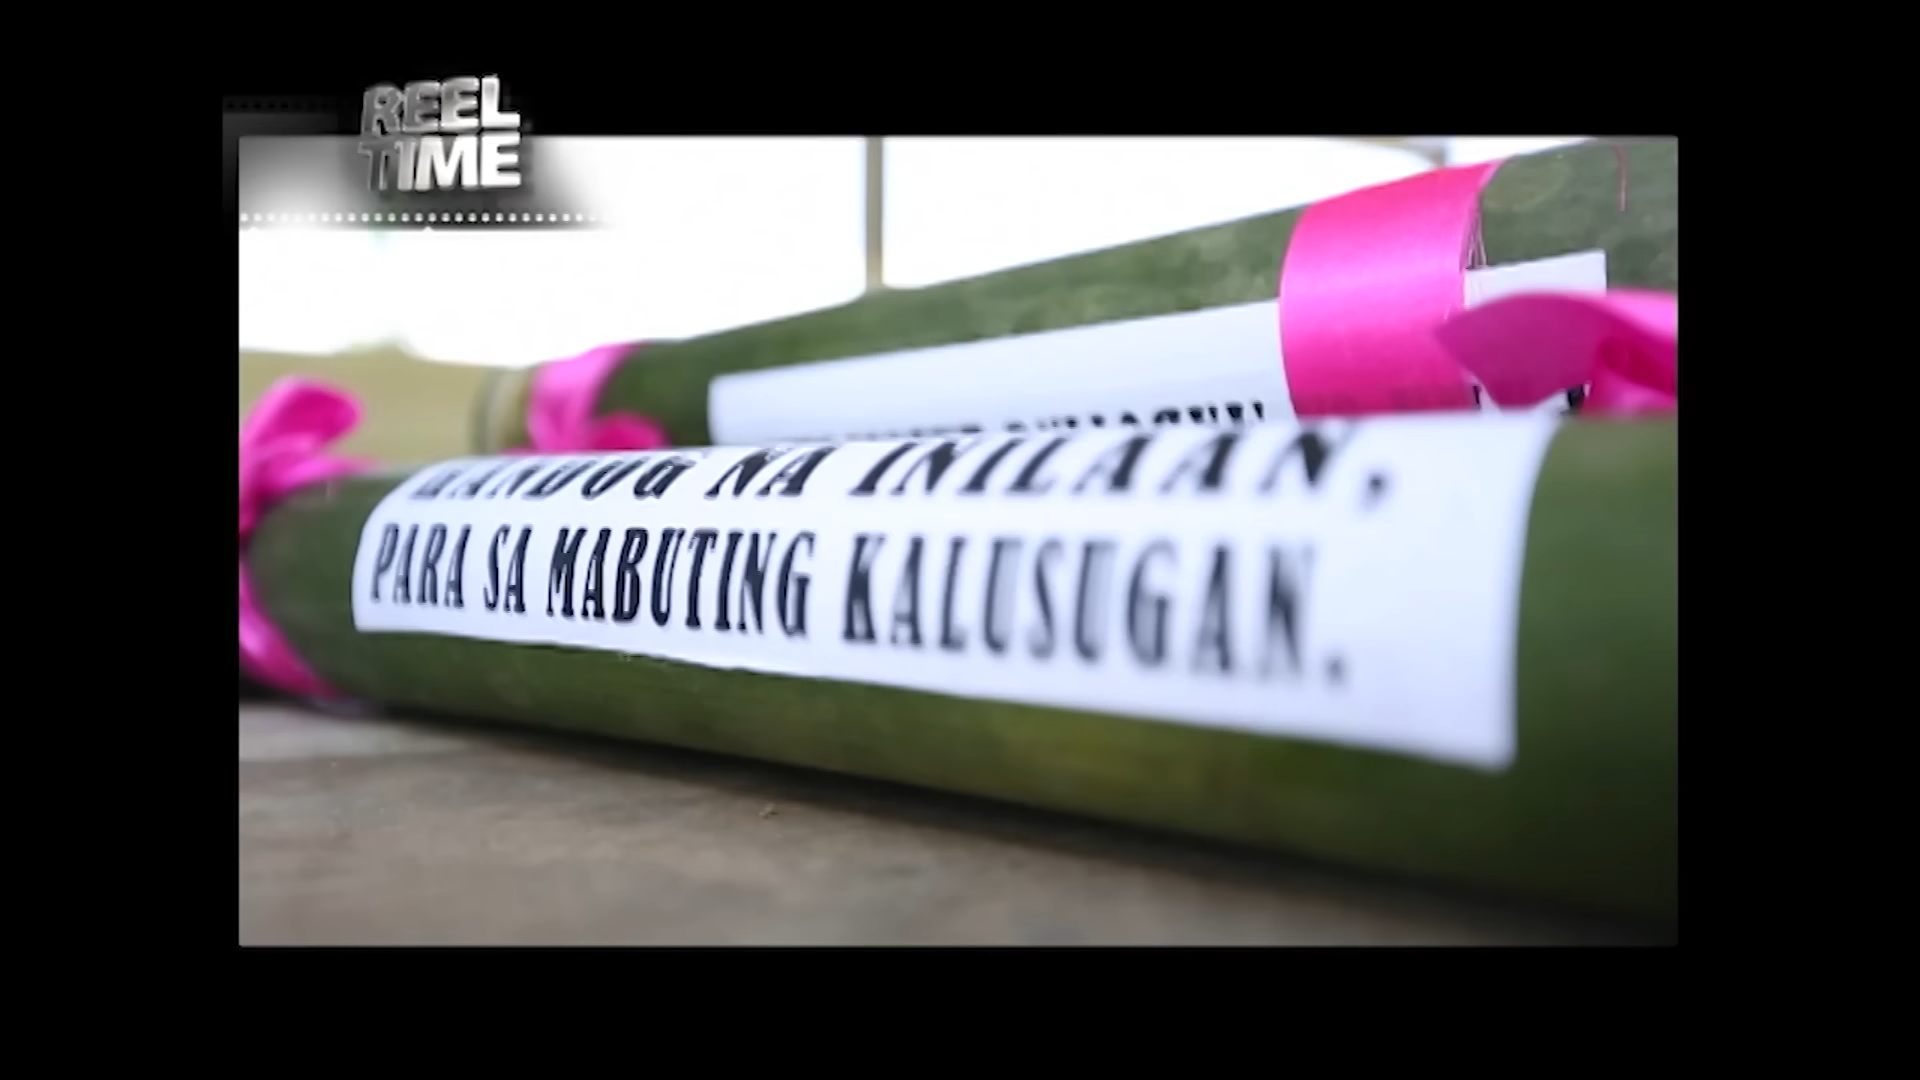 REEL
TIME
HANDOG NA INILAAN,
PARA SA MABUTING KALUSUGAN.